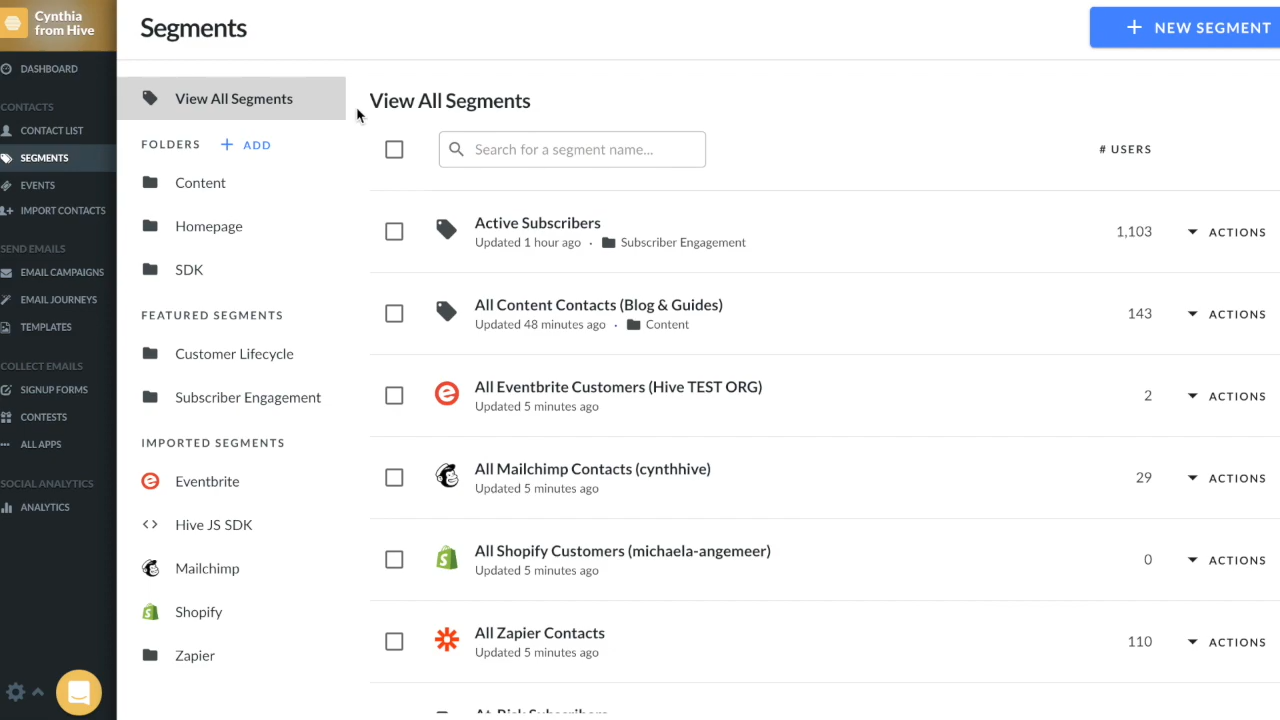 Cynthia
from Hive
DASHBOARD
CONTACTS
CONTACT LIST
SEGMENTS
EVENTS
IMPORT CONTACTS
SEND EMAILS
EMAIL CAMPAIGNS
EMAIL JOURNEYS
TEMPLATES
COLLECT EMAILS
SIGNUP FORMS
CONTESTS
ALL APPS
SOCIAL ANALYTICS
ANALYTICS
Segments
NEW SEGMENT
View All Segments
FOLDERS + ADD
Content
Homepage
SDK
FEATURED SEGMENTS
Customer Lifecycle
Subscriber Engagement
IMPORTED SEGMENTS
Eventbrite
Hive JS SDK
Mailchimp
Shopify
Zapier
View All Segments
Search for a segment name...
# USERS
Active Subscribers
Updated 1 hour ago · Subscriber Engagement
1,103 ACTIONS
All Content Contacts (Blog & Guides)
Updated 48 minutes ago · Content
143 ACTIONS
All Eventbrite Customers (Hive TEST ORG)
Updated 5 minutes ago
2 ACTIONS
All Mailchimp Contacts (cynthhive)
Updated 5 minutes ago
29 ACTIONS
All Shopify Customers (michaela-angemeer)
Updated 5 minutes ago
0 ACTIONS
All Zapier Contacts
Updated 5 minutes ago
110 ACTIONS
At-Risk Subscribers